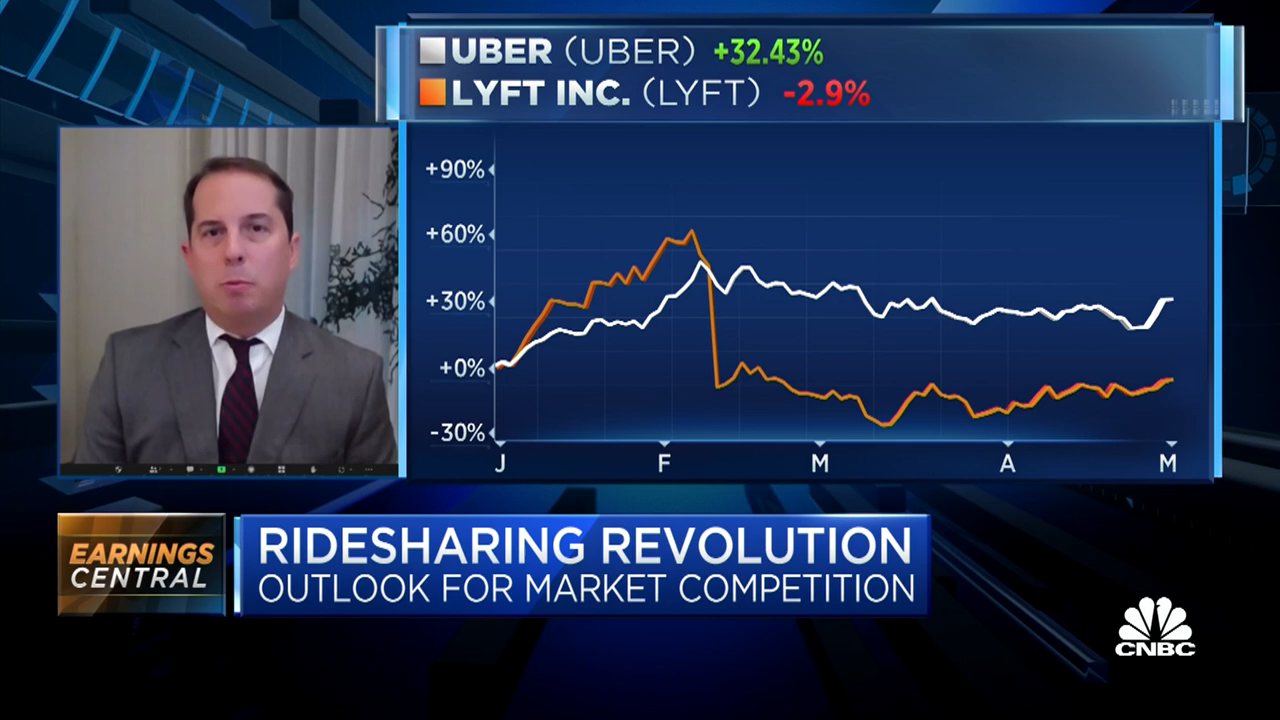 UBER (UBER) +32.43%
LYFT INC. (LYFT) -2.9%
+90%
+60%
+30%
+0%
-30%
J F M A M
EARNINGS
CENTRAL
RIDESHARING REVOLUTION
OUTLOOK FOR MARKET COMPETITION
CNBC